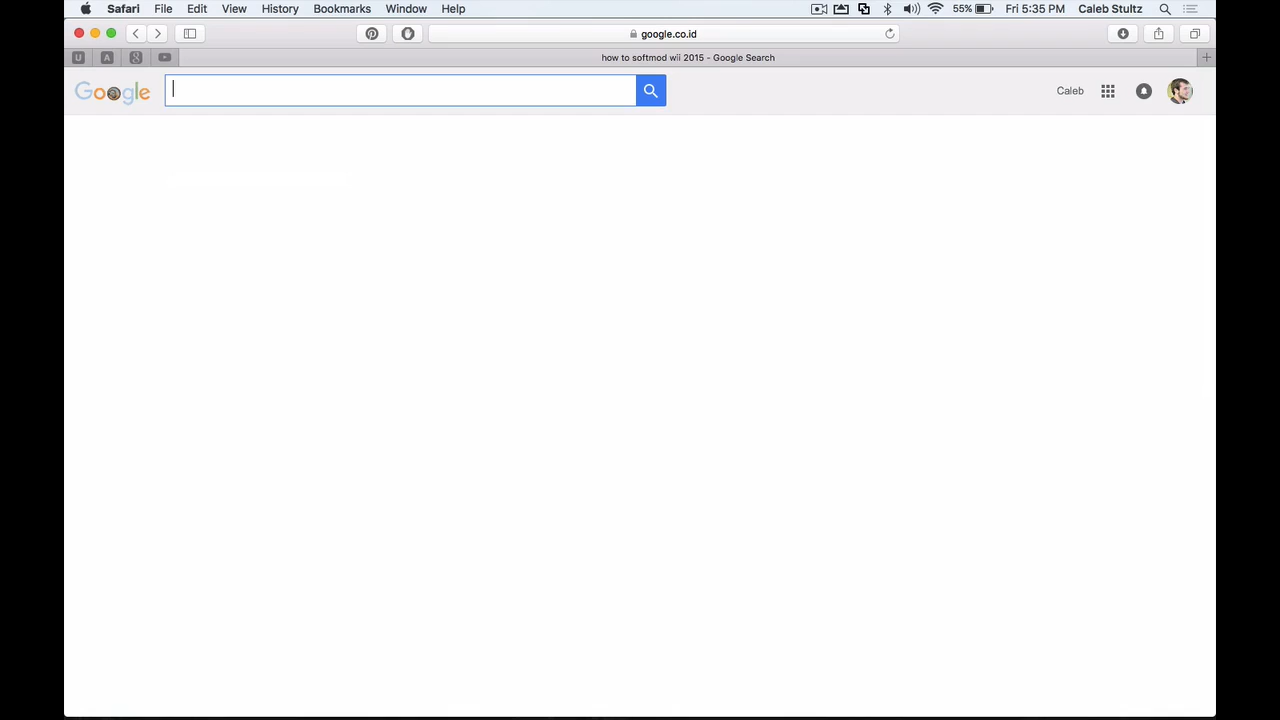 Safari File Edit View History Bookmarks Window Help 55% Fri 5:35 PM Caleb Stultz
google.co.id
U A 8 how to softmod wii 2015 - Google Search
Google Caleb